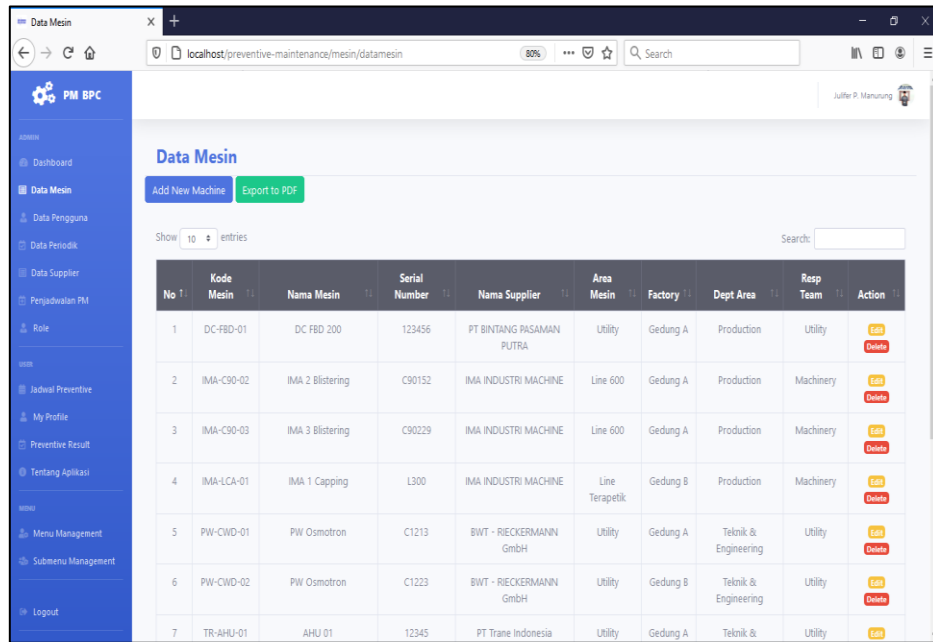 Data Mesin
localhost/preventive-maintenance/mesin/datamesin 80% Search
PM BPC
Julifer P. Manurung
ADMIN
Dashboard
Data Mesin
Data Pengguna
Data Periodik
Data Supplier
Penjadwalan PM
Role
USER
Jadwal Preventive
My Profile
Preventive Result
Tentang Aplikasi
MENU
Menu Management
Submenu Management
Logout
Data Mesin
Add New Machine Export to PDF
Show 10 entries Search:
No Kode Mesin Nama Mesin Serial Number Nama Supplier Area Mesin Factory Dept Area Resp Team Action
1 DC-FBD-01 DC FBD 200 123456 PT BINTANG PASAMAN PUTRA Utility Gedung A Production Utility Edit Delete
2 IMA-C90-02 IMA 2 Blistering C90152 IMA INDUSTRI MACHINE Line 600 Gedung A Production Machinery Edit Delete
3 IMA-C90-03 IMA 3 Blistering C90229 IMA INDUSTRI MACHINE Line 600 Gedung A Production Machinery Edit Delete
4 IMA-LCA-01 IMA 1 Capping L300 IMA INDUSTRI MACHINE Line Terapetik Gedung B Production Machinery Edit Delete
5 PW-CWD-01 PW Osmotron C1213 BWT - RIECKERMANN GmbH Utility Gedung A Teknik & Engineering Utility Edit Delete
6 PW-CWD-02 PW Osmotron C1223 BWT - RIECKERMANN GmbH Utility Gedung B Teknik & Engineering Utility Edit Delete
7 TR-AHU-01 AHU 01 12345 PT Trane Indonesia Utility Gedung A Teknik & Utility Edit